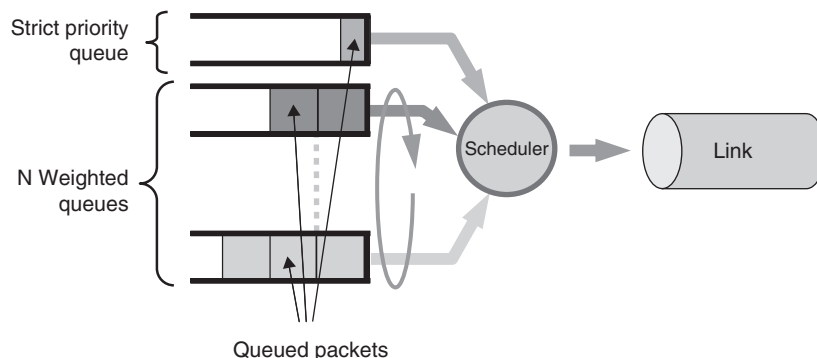 Strict priority
queue
N Weighted
queues
Scheduler
Link
Queued packets